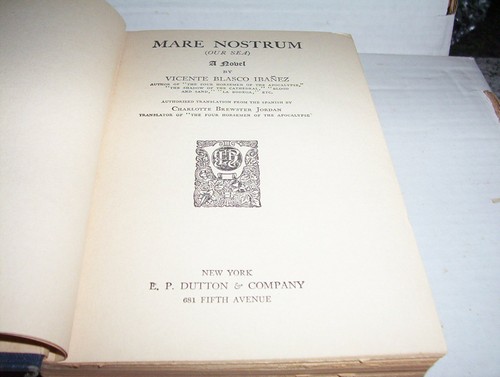 MARE NOSTRUM
(OUR SEA)
A Novel
BY
VICENTE BLASCO IBAÑEZ
AUTHOR OF "THE FOUR HORSEMEN OF THE APOCALYPSE,"
"THE SHADOW OF THE CATHEDRAL," "BLOOD
AND SAND," "LA BODEGA," ETC.
AUTHORIZED TRANSLATION FROM THE SPANISH BY
CHARLOTTE BREWSTER JORDAN
TRANSLATOR OF "THE FOUR HORSEMEN OF THE APOCALYPSE"
NEW YORK
E. P. DUTTON & COMPANY
681 FIFTH AVENUE